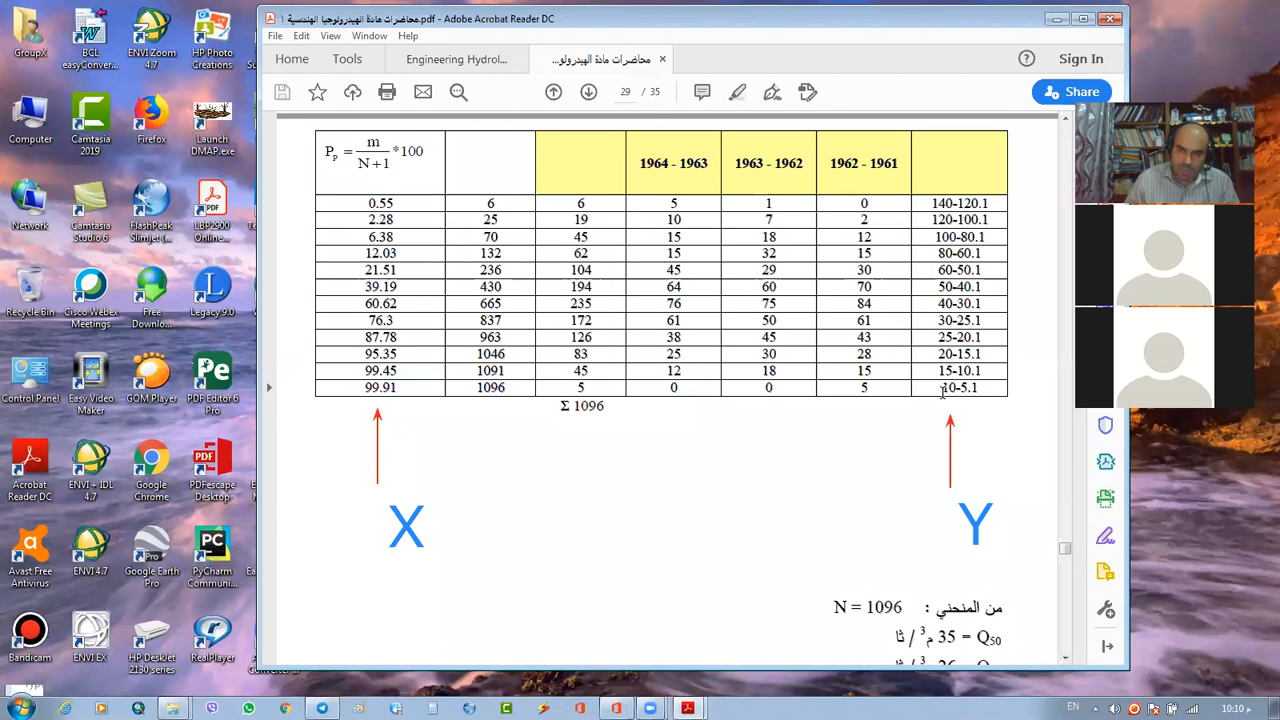 GroupX
BCL easyConver...
ENVI Zoom 4.7
HP Photo Creations
Su
Computer
Camtasia 2019
Firefox
Launch DMAP.exe
Network
Camtasia Studio 6
FlashPeak Slimjet (...
LBP2900 Online...
Recycle Bin
Cisco Webex Meetings
Free Downlo...
Legacy 9.0
Control Panel
Easy Video Maker
GOM Player
PDF Editor 6 Pro
Acrobat Reader DC
ENVI + IDL 4.7
Google Chrome
PDFescape Desktop
Avast Free Antivirus
ENVI 4.7
Google Earth Pro
PyCharm Communi...
Bandicam
ENVI EX
HP DeskJet 2130 series
RealPlayer
محاضرات مادة الهيدرولوجيا الهندسية ١.pdf - Adobe Acrobat Reader DC
File Edit View Window Help
Home Tools Engineering Hydrol... محاضرات مادة الهيدرولو... × Sign In
29 / 35 Share
Pp = m / N+1 *100 1964 - 1963 1963 - 1962 1962 - 1961
0.55 6 6 5 1 0 140-120.1
2.28 25 19 10 7 2 120-100.1
6.38 70 45 15 18 12 100-80.1
12.03 132 62 15 32 15 80-60.1
21.51 236 104 45 29 30 60-50.1
39.19 430 194 64 60 70 50-40.1
60.62 665 235 76 75 84 40-30.1
76.3 837 172 61 50 61 30-25.1
87.78 963 126 38 45 43 25-20.1
95.35 1046 83 25 30 28 20-15.1
99.45 1091 45 12 18 15 15-10.1
99.91 1096 5 0 0 5 10-5.1
Σ 1096
X Y
من المنحني : N = 1096
Q50 = 35 م3 / ثا
EN 10:10 م